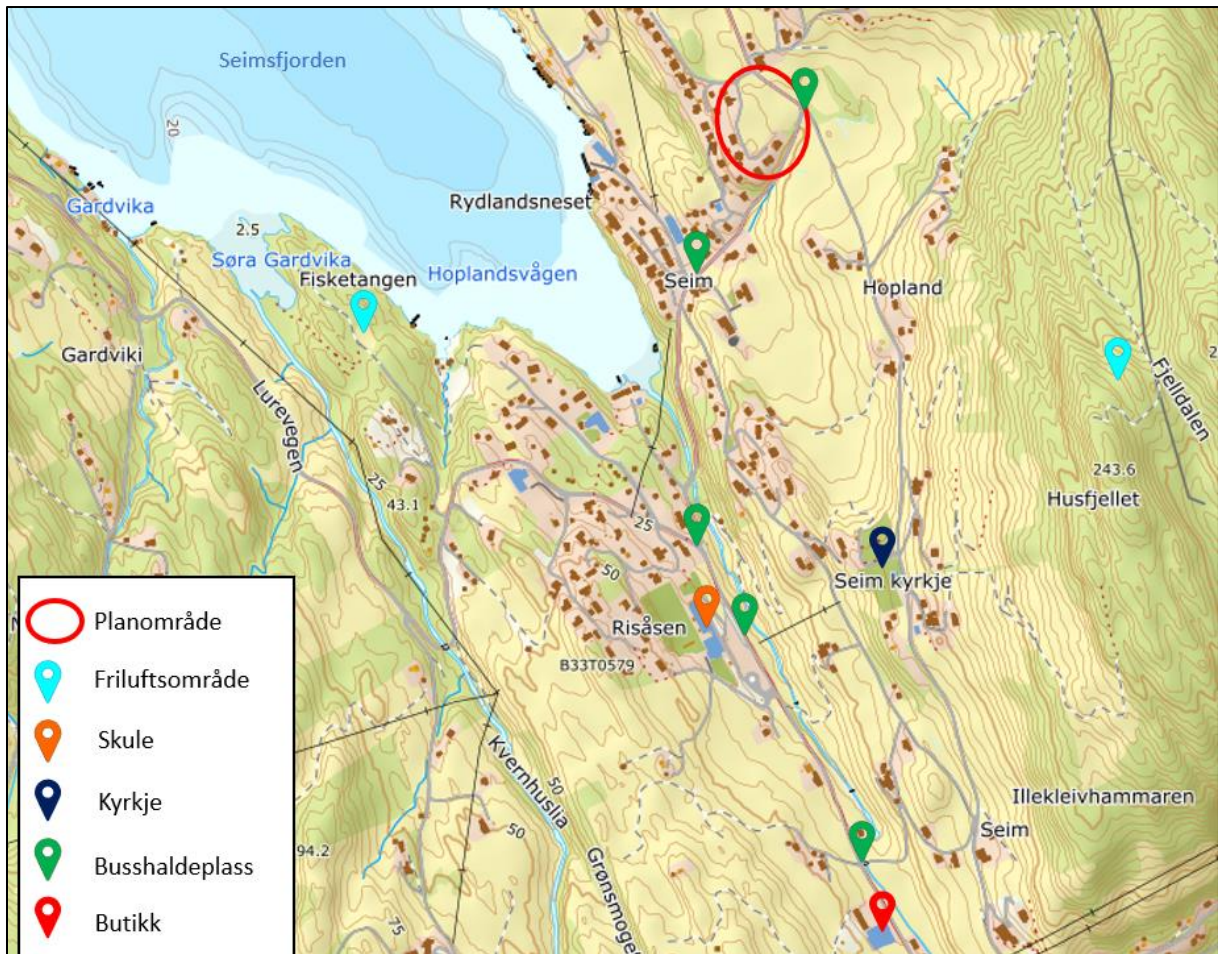 Seimsfjorden
20
Gardvika
2.5
Søra Gardvika
Fisketangen
Rydlandsneset
Hoplandsvågen
Seim
Hopland
Gardviki
Lurevegen
Fjelldalen
25
43.1
25
50
243.6
Husfjellet
Seim kyrkje
Risåsen
B33T0579
Kvernhuslia
50
50
94.2
75
Grønsmoge
Illekleivhammaren
Seim
Planområde
Friluftsområde
Skule
Kyrkje
Busshaldeplass
Butikk